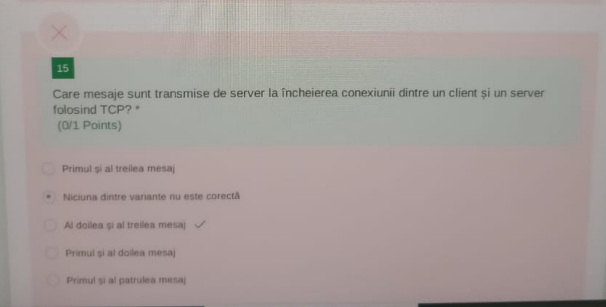 15
Care mesaje sunt transmise de server la încheierea conexiunii dintre un client și un server
folosind TCP? *
(0/1 Points)
Primul și al treilea mesaj
Niciuna dintre variante nu este corectă
Al doilea și al treilea mesaj
Primul și al doilea mesaj
Primul și al patrulea mesaj